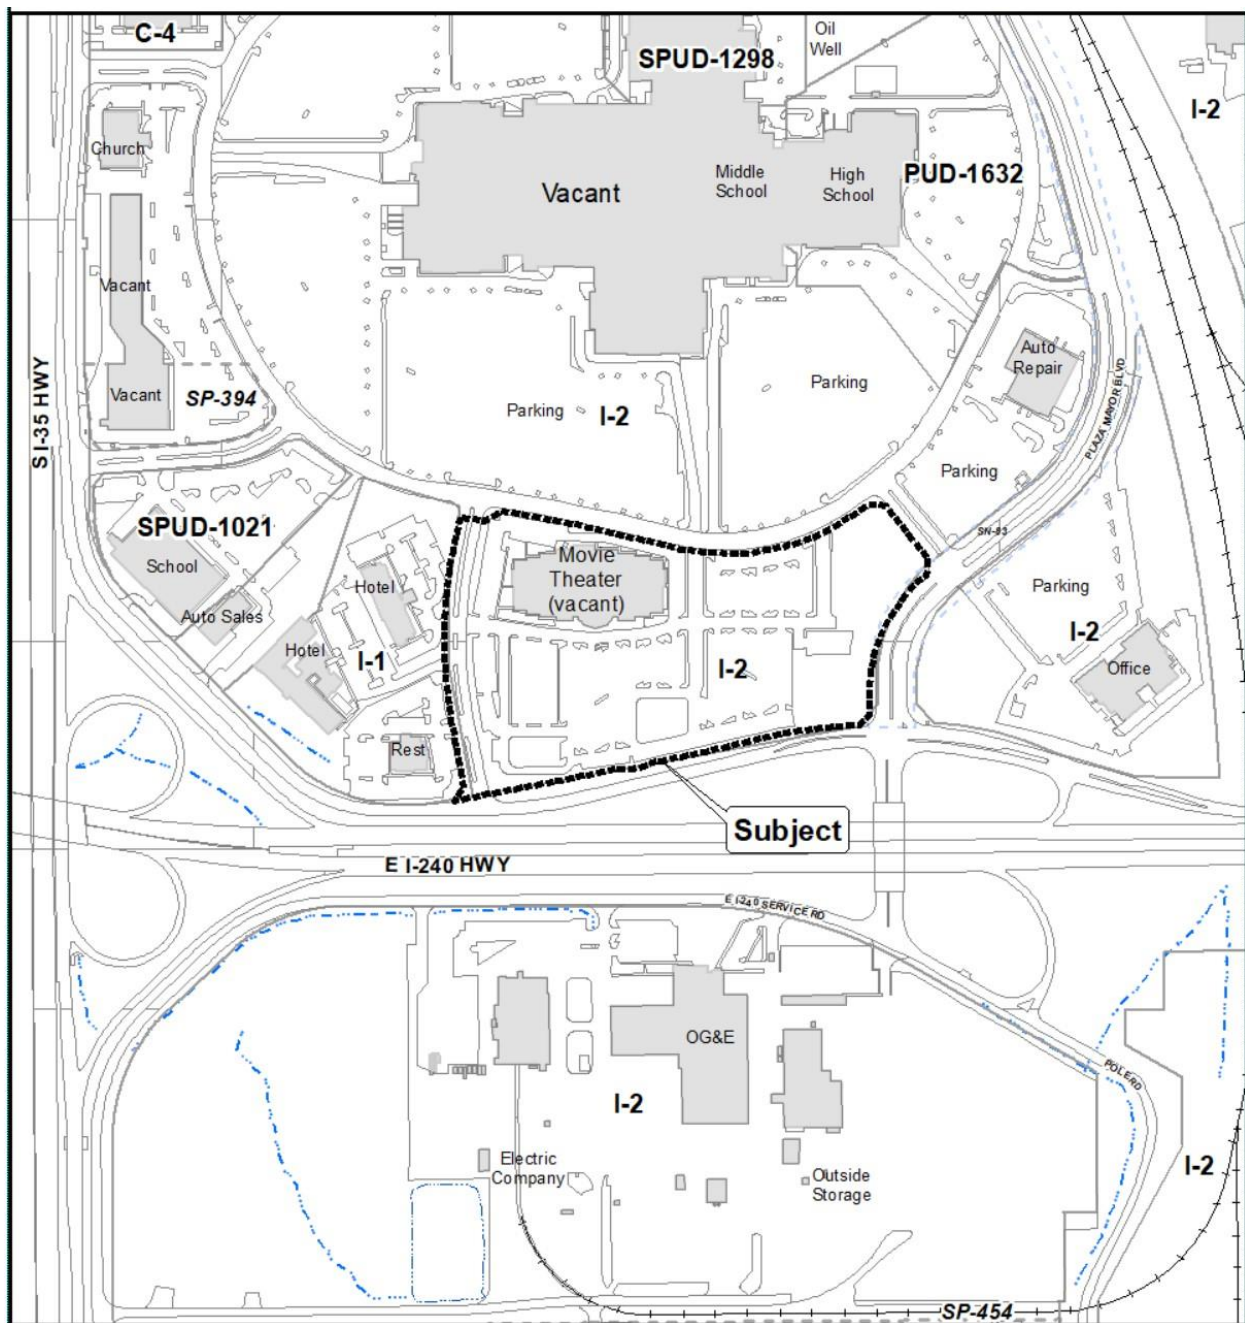 C-4
SPUD-1298
Oil
Well
I-2
Church
Vacant
Middle
School
High
School
PUD-1632
Vacant
Auto
Repair
Vacant
SP-394
Parking
Parking
I-2
S I-35 HWY
PLAZA MAYOR BLVD
Parking
SPUD-1021
School
SN-83
Movie
Theater
(vacant)
Hotel
Parking
Auto Sales
Hotel
I-1
I-2
I-2
Office
Rest
Subject
E I-240 HWY
E I-240 SERVICE RD
OG&E
POLE RD
I-2
Electric
Company
Outside
Storage
I-2
SP-454